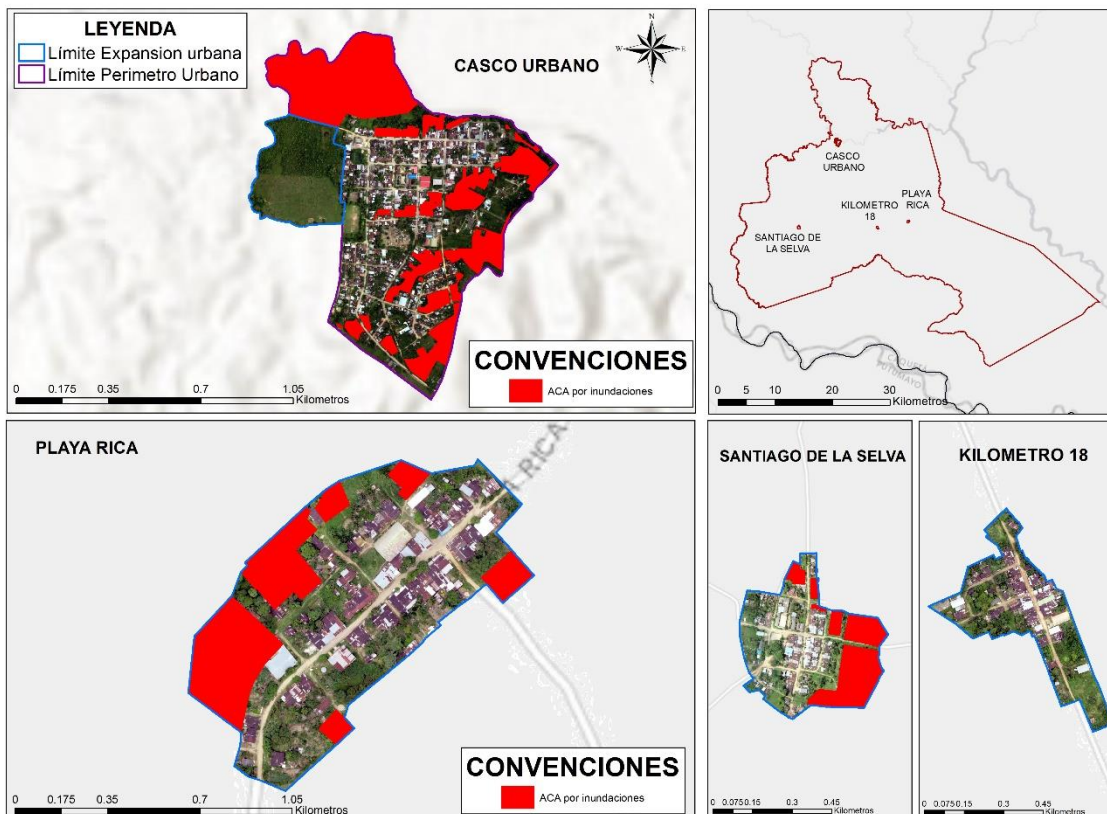 LEYENDA
Límite Expansion urbana
Límite Perimetro Urbano
CASCO URBANO
N
W
E
S
CONVENCIONES
ACA por inundaciones
0 0.175 0.35 0.7 1.05
Kilometros
CASCO
URBANO
PLAYA
RICA
KILOMETRO
18
SANTIAGO DE
LA SELVA
CAQUETÁ
PUTUMAYO
0 5 10 20 30
Kilometros
PLAYA RICA
A RICA
CONVENCIONES
ACA por inundaciones
0 0.175 0.35 0.7 1.05
Kilometros
SANTIAGO DE LA SELVA
0 0.075 0.15 0.3 0.45
Kilometros
KILOMETRO 18
0 0.075 0.15 0.3 0.45
Kilometros